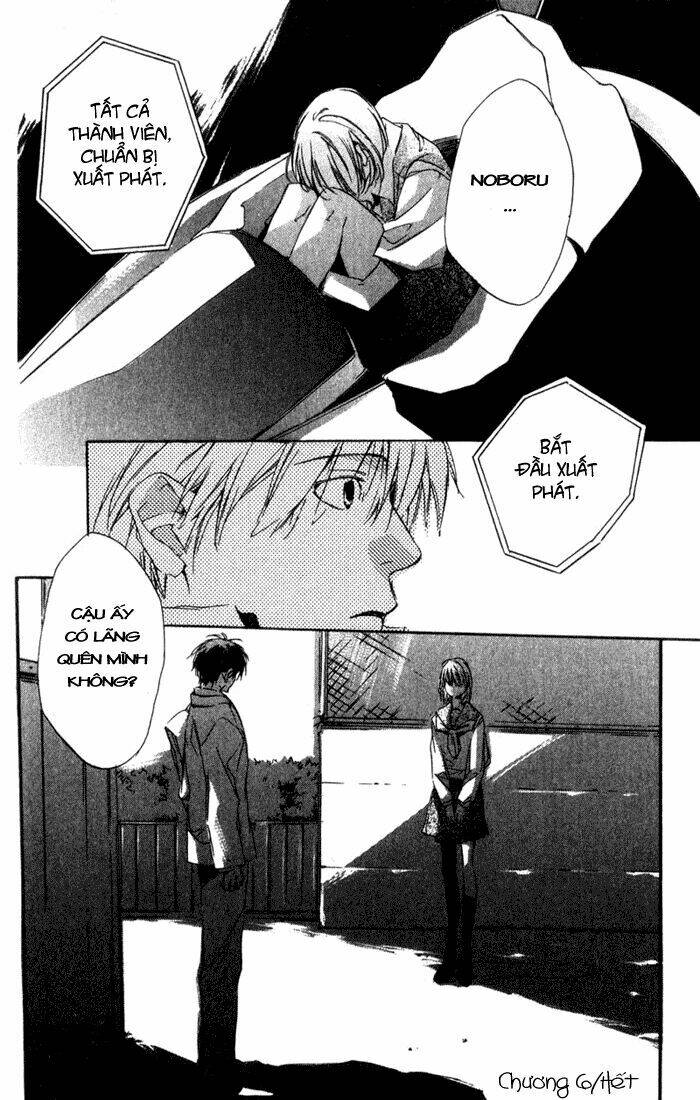 TẤT CẢ
THÀNH VIÊN,
CHUẨN BỊ
XUẤT PHÁT.
NOBORU
...
BẮT
ĐẦU XUẤT
PHÁT.
CẬU ẤY
CÓ LÃNG
QUÊN MÌNH
KHÔNG?
Chương 6/Hết